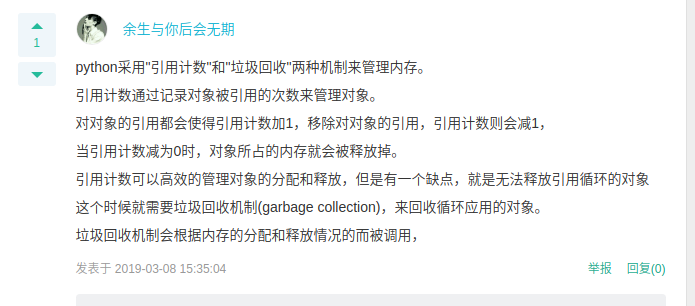 余生与你后会无期
1
python采用"引用计数"和"垃圾回收"两种机制来管理内存。
引用计数通过记录对象被引用的次数来管理对象。
对对象的引用都会使得引用计数加1，移除对对象的引用，引用计数则会减1，
当引用计数减为0时，对象所占的内存就会被释放掉。
引用计数可以高效的管理对象的分配和释放，但是有一个缺点，就是无法释放引用循环的对象
这个时候就需要垃圾回收机制(garbage collection)，来回收循环应用的对象。
垃圾回收机制会根据内存的分配和释放情况的而被调用，
发表于 2019-03-08 15:35:04 举报 回复(0)